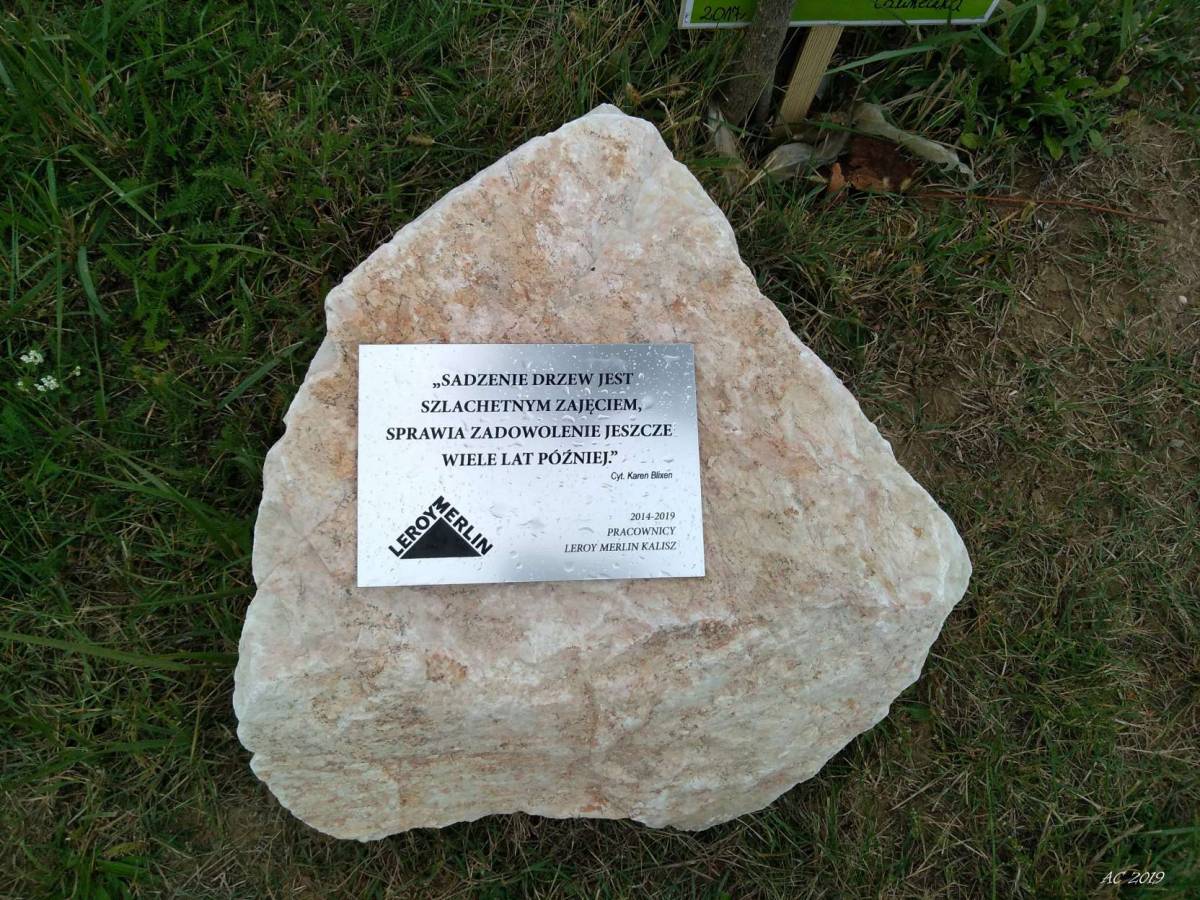 2017
„SADZENIE DRZEW JEST
SZLACHETNYM ZAJĘCIEM,
SPRAWIA ZADOWOLENIE JESZCZE
WIELE LAT PÓŹNIEJ.”
Cyt. Karen Blixen
LEROY MERLIN
2014-2019
PRACOWNICY
LEROY MERLIN KALISZ
AC 2019